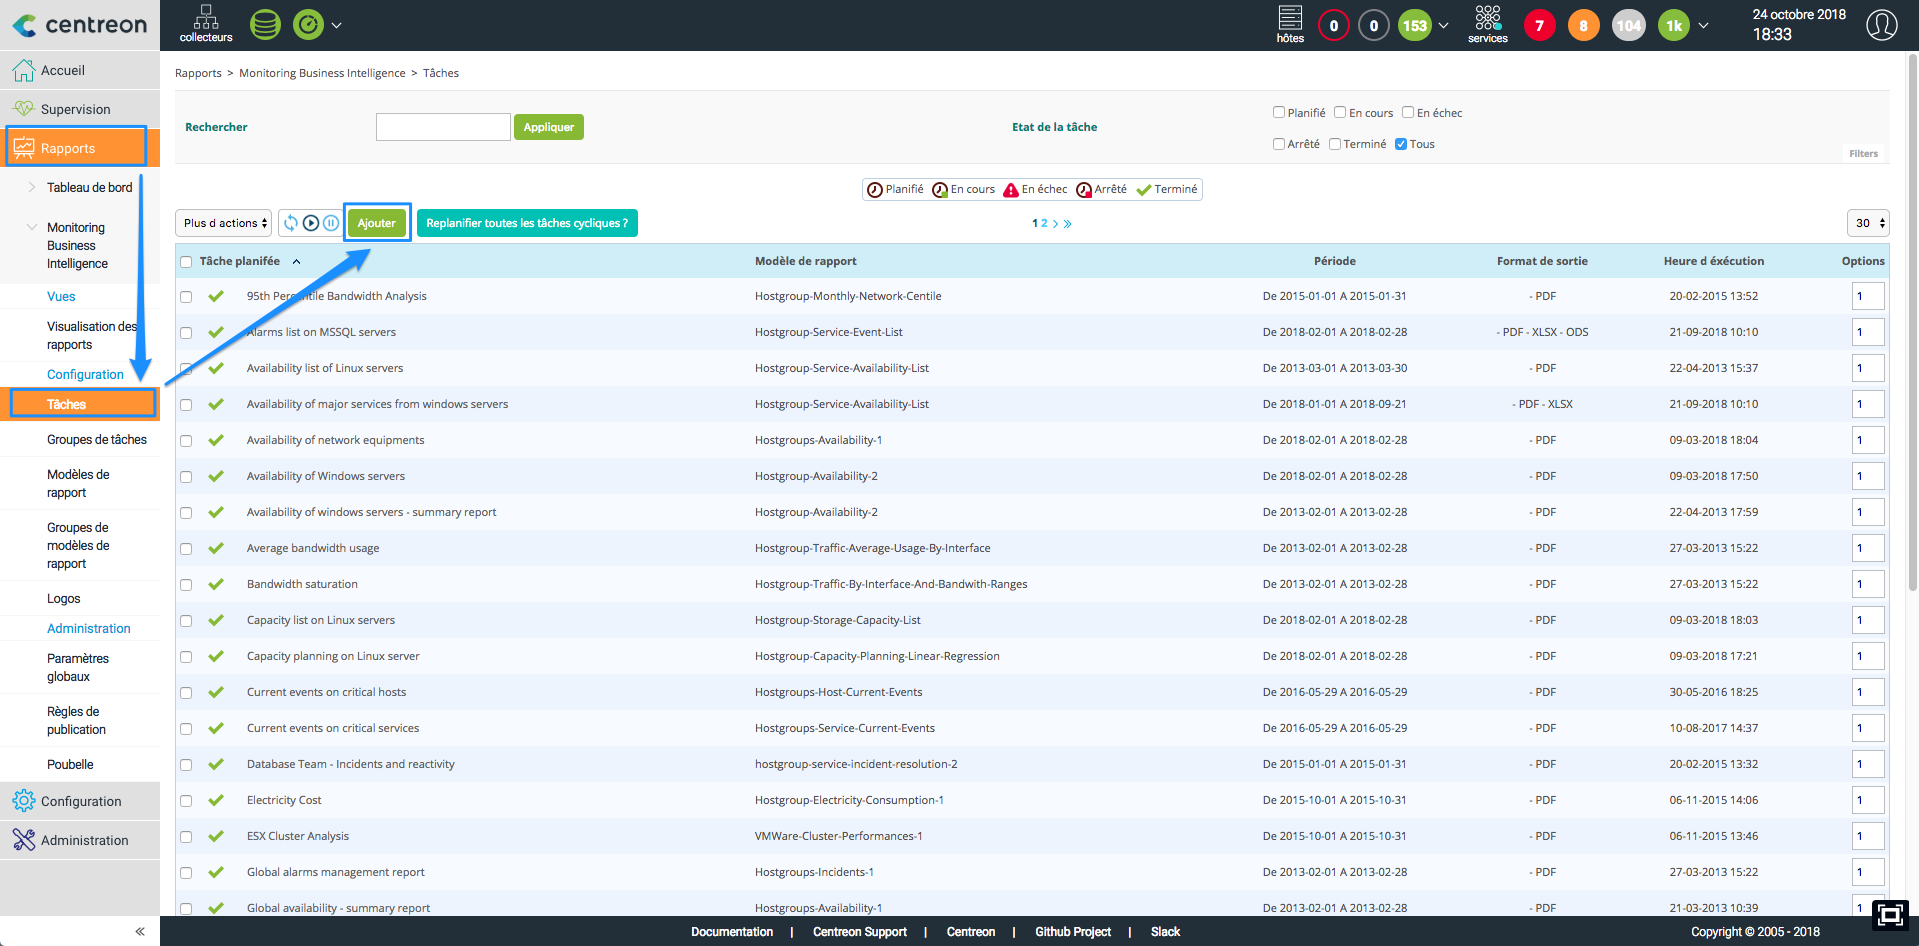 centreon
collecteurs
hôtes
0
0
153
services
7
8
104
1k
24 octobre 2018
18:33
Accueil
Supervision
Rapports
Tableau de bord
Monitoring
Business
Intelligence
Vues
Visualisation des
rapports
Configuration
Tâches
Groupes de tâches
Modèles de
rapport
Groupes de
modèles de
rapport
Logos
Administration
Paramètres
globaux
Règles de
publication
Poubelle
Configuration
Administration
«
Rapports > Monitoring Business Intelligence > Tâches
Rechercher
Appliquer
Etat de la tâche
Planifié En cours En échec
Arrêté Terminé Tous
Filters
Planifié En cours En échec Arrêté Terminé
Plus d actions
Ajouter
Replanifier toutes les tâches cycliques ?
1 2 > »
30
Tâche planifée Modèle de rapport Période Format de sortie Heure d éxécution Options
95th Percentile Bandwidth Analysis Hostgroup-Monthly-Network-Centile De 2015-01-01 A 2015-01-31 - PDF 20-02-2015 13:52 1
Alarms list on MSSQL servers Hostgroup-Service-Event-List De 2018-02-01 A 2018-02-28 - PDF - XLSX - ODS 21-09-2018 10:10 1
Availability list of Linux servers Hostgroup-Service-Availability-List De 2013-03-01 A 2013-03-30 - PDF 22-04-2013 15:37 1
Availability of major services from windows servers Hostgroup-Service-Availability-List De 2018-01-01 A 2018-09-21 - PDF - XLSX 21-09-2018 10:10 1
Availability of network equipments Hostgroups-Availability-1 De 2018-02-01 A 2018-02-28 - PDF 09-03-2018 18:04 1
Availability of Windows servers Hostgroup-Availability-2 De 2018-02-01 A 2018-02-28 - PDF 09-03-2018 17:50 1
Availability of windows servers - summary report Hostgroup-Availability-2 De 2013-02-01 A 2013-02-28 - PDF 22-04-2013 17:59 1
Average bandwidth usage Hostgroup-Traffic-Average-Usage-By-Interface De 2013-02-01 A 2013-02-28 - PDF 27-03-2013 15:22 1
Bandwidth saturation Hostgroup-Traffic-By-Interface-And-Bandwith-Ranges De 2013-02-01 A 2013-02-28 - PDF 27-03-2013 15:22 1
Capacity list on Linux servers Hostgroup-Storage-Capacity-List De 2018-02-01 A 2018-02-28 - PDF 09-03-2018 18:03 1
Capacity planning on Linux server Hostgroup-Capacity-Planning-Linear-Regression De 2018-02-01 A 2018-02-28 - PDF 09-03-2018 17:21 1
Current events on critical hosts Hostgroups-Host-Current-Events De 2016-05-29 A 2016-05-29 - PDF 30-05-2016 18:25 1
Current events on critical services Hostgroups-Service-Current-Events De 2016-05-29 A 2016-05-29 - PDF 10-08-2017 14:37 1
Database Team - Incidents and reactivity hostgroup-service-incident-resolution-2 De 2015-01-01 A 2015-01-31 - PDF 20-02-2015 13:32 1
Electricity Cost Hostgroup-Electricity-Consumption-1 De 2015-10-01 A 2015-10-31 - PDF 06-11-2015 14:06 1
ESX Cluster Analysis VMWare-Cluster-Performances-1 De 2015-10-01 A 2015-10-31 - PDF 06-11-2015 13:46 1
Global alarms management report Hostgroups-Incidents-1 De 2013-02-01 A 2013-02-28 - PDF 27-03-2013 15:22 1
Global availability - summary report Hostgroups-Availability-1 De 2013-02-01 A 2013-02-28 - PDF 21-03-2013 10:39 1
Documentation | Centreon Support | Centreon | Github Project | Slack
Copyright © 2005 - 2018